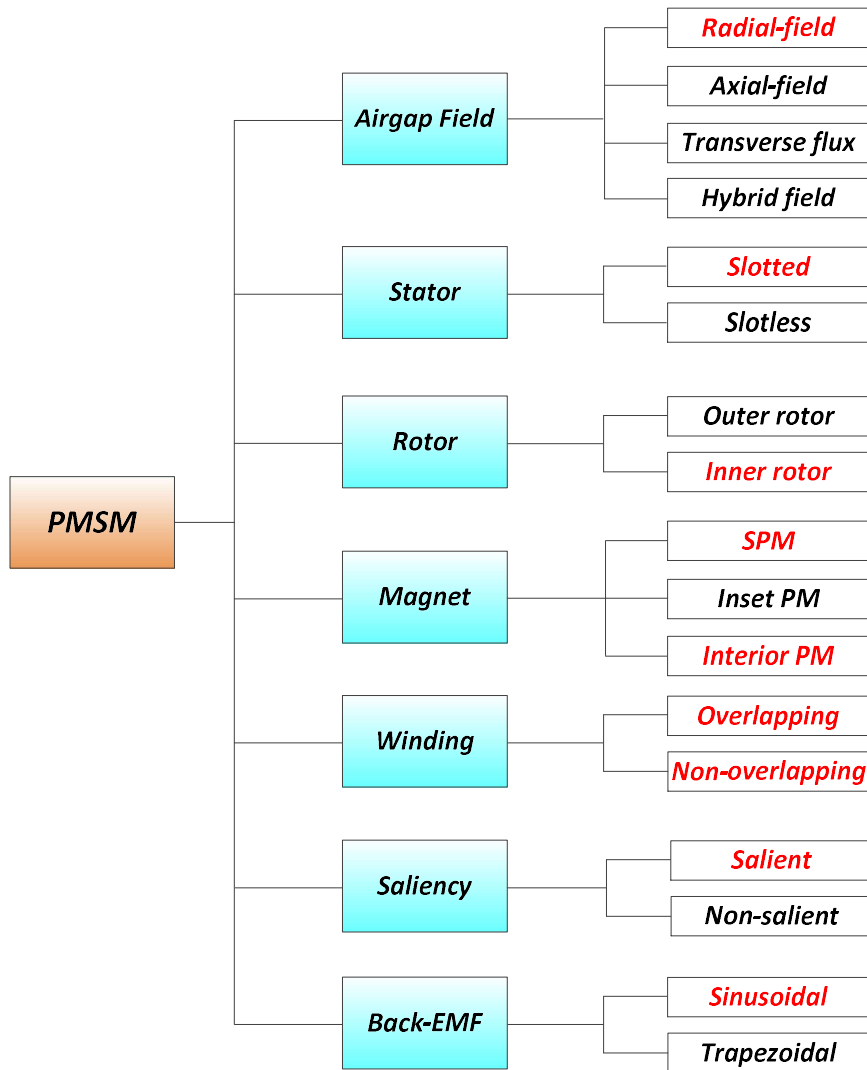 PMSM
Airgap Field
Radial-field
Axial-field
Transverse flux
Hybrid field
Stator
Slotted
Slotless
Rotor
Outer rotor
Inner rotor
Magnet
SPM
Inset PM
Interior PM
Winding
Overlapping
Non-overlapping
Saliency
Salient
Non-salient
Back-EMF
Sinusoidal
Trapezoidal